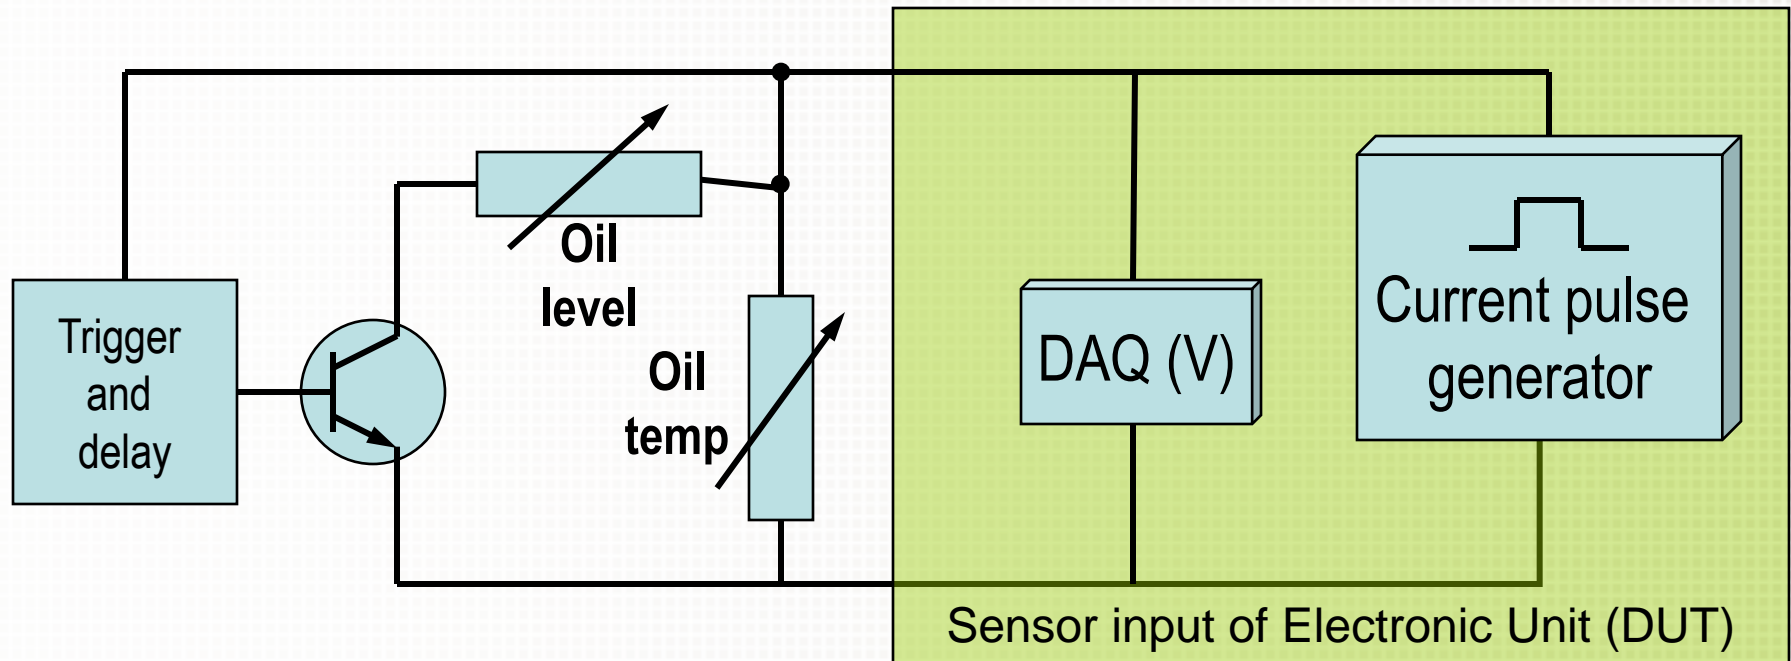 Trigger
and
delay
Oil
level
Oil
temp
DAQ (V)
Current pulse
generator
Sensor input of Electronic Unit (DUT)